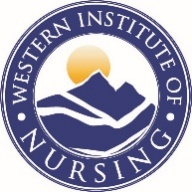 WESTERN INSTITUTE OF
• NURSING •